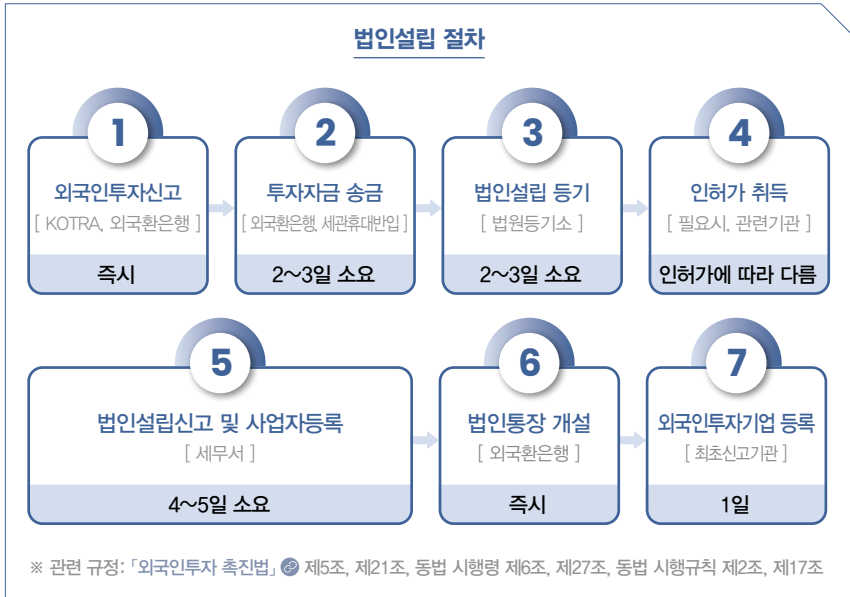 법인설립 절차
1
외국인투자신고
[ KOTRA, 외국환은행 ]
즉시
2
투자자금 송금
[ 외국환은행, 세관휴대반입 ]
2~3일 소요
3
법인설립 등기
[ 법원등기소 ]
2~3일 소요
4
인허가 취득
[ 필요시, 관련기관 ]
인허가에 따라 다름
5
법인설립신고 및 사업자등록
[ 세무서 ]
4~5일 소요
6
법인통장 개설
[ 외국환은행 ]
즉시
7
외국인투자기업 등록
[ 최초신고기관 ]
1일
※ 관련 규정: 「외국인투자 촉진법」 제5조, 제21조, 동법 시행령 제6조, 제27조, 동법 시행규칙 제2조, 제17조